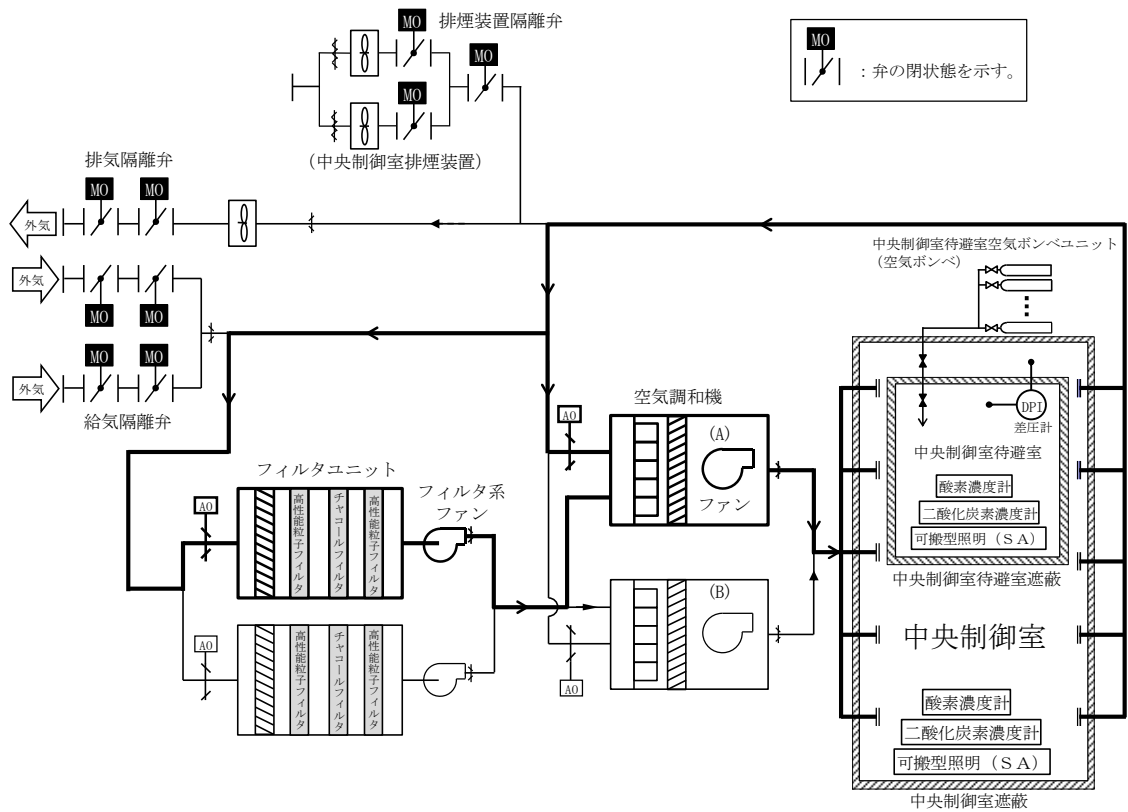 MO
排煙装置隔離弁
MO
MO
(中央制御室排煙装置)
MO
：弁の閉状態を示す。
排気隔離弁
MO
MO
外気
外気
MO
MO
MO
MO
外気
給気隔離弁
中央制御室待避室空気ボンベユニット
（空気ボンベ）
DPI
差圧計
中央制御室待避室
酸素濃度計
二酸化炭素濃度計
可搬型照明（ＳＡ）
中央制御室待避室遮蔽
中央制御室
酸素濃度計
二酸化炭素濃度計
可搬型照明（ＳＡ）
中央制御室遮蔽
空気調和機
AO
(A)
ファン
(B)
AO
フィルタユニット
AO
高性能粒子フィルタ
チャコールフィルタ
高性能粒子フィルタ
フィルタ系
ファン
AO
高性能粒子フィルタ
チャコールフィルタ
高性能粒子フィルタ